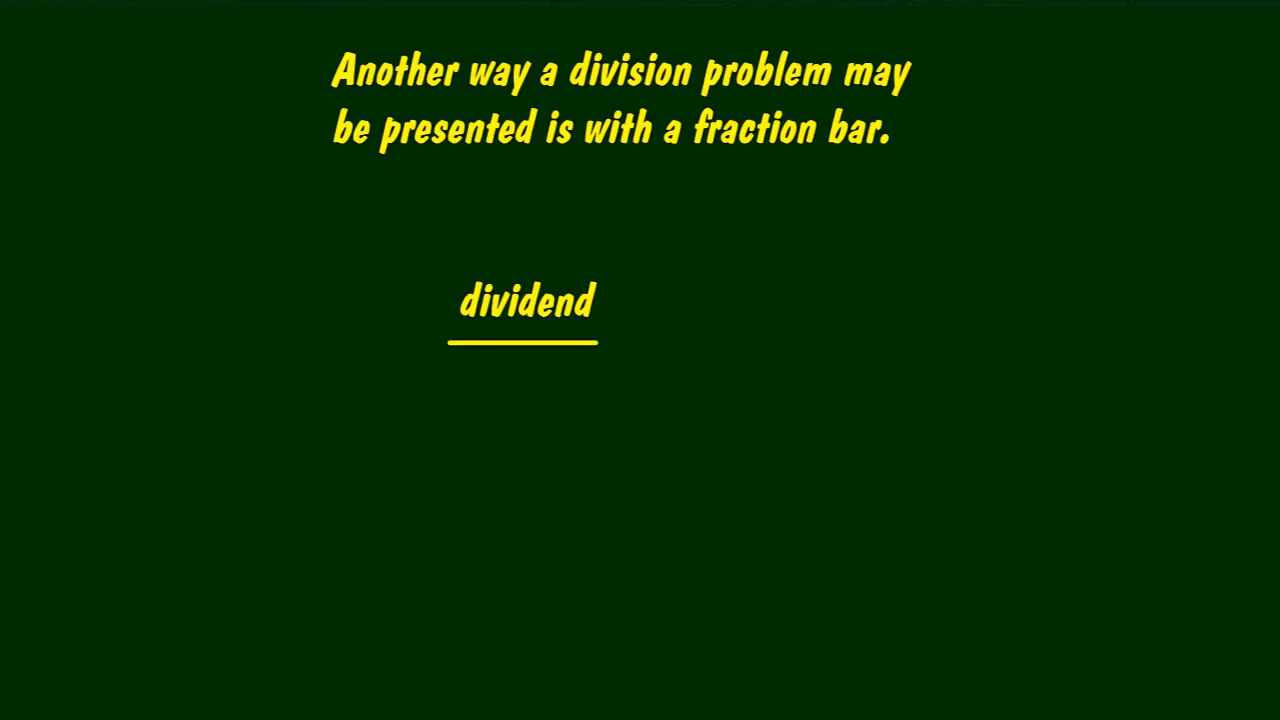 Another way a division problem may
be presented is with a fraction bar.
dividend